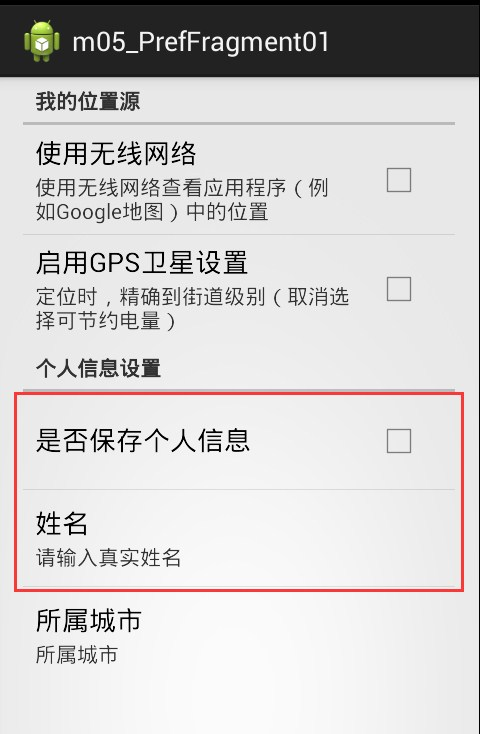 m05_PrefFragment01
我的位置源
使用无线网络
使用无线网络查看应用程序（例
如Google地图）中的位置
启用GPS卫星设置
定位时，精确到街道级别（取消选
择可节约电量）
个人信息设置
是否保存个人信息
姓名
请输入真实姓名
所属城市
所属城市